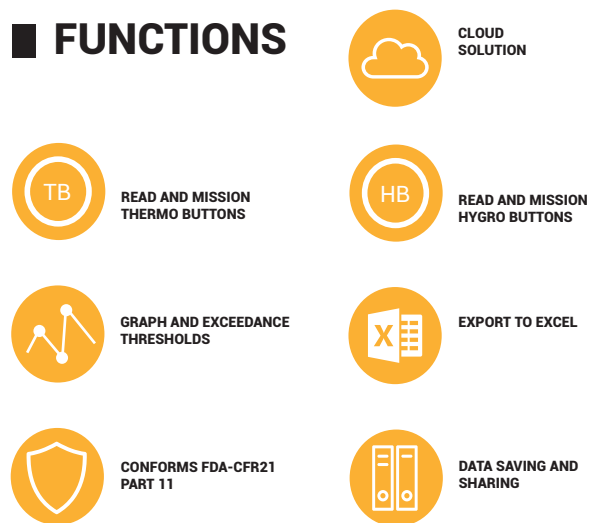 FUNCTIONS
CLOUD
SOLUTION
TB
READ AND MISSION
THERMO BUTTONS
HB
READ AND MISSION
HYGRO BUTTONS
GRAPH AND EXCEEDANCE
THRESHOLDS
X
EXPORT TO EXCEL
CONFORMS FDA-CFR21
PART 11
DATA SAVING AND
SHARING